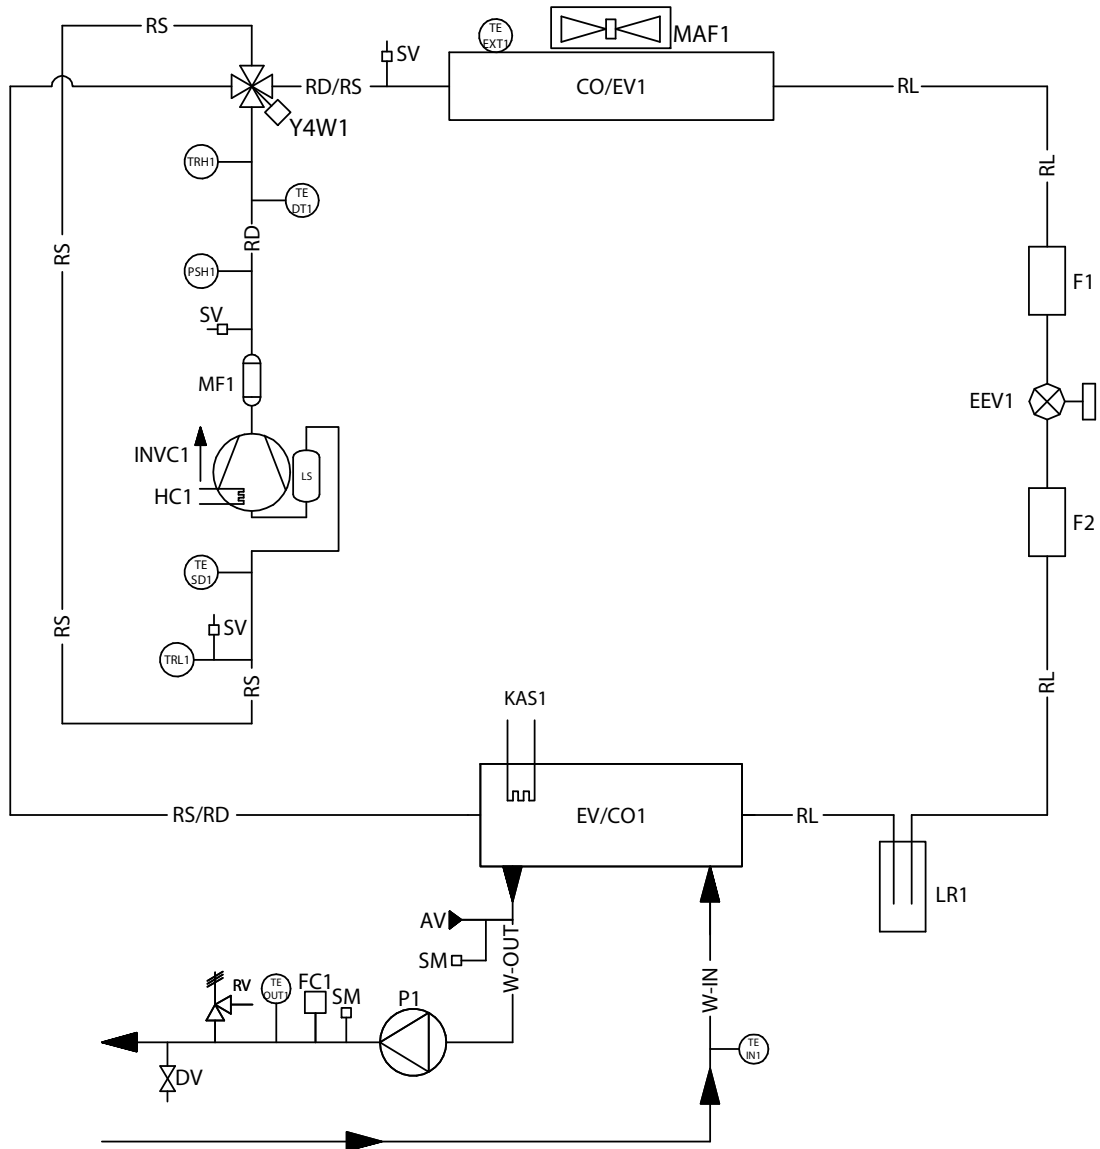 RS
TE
EXT1
MAF1
SV
RD/RS
CO/EV1
RL
Y4W1
TRH1
RL
TE
DT1
RD
RS
PSH1
F1
SV
MF1
EEV1
INVC1
LS
HC1
F2
TE
SD1
RS
SV
TRL1
RS
RL
KAS1
RS/RD
EV/CO1
RL
LR1
AV
W-OUT
SM
W-IN
RV
TE
OUT1
FC1
SM
P1
TE
IN1
DV